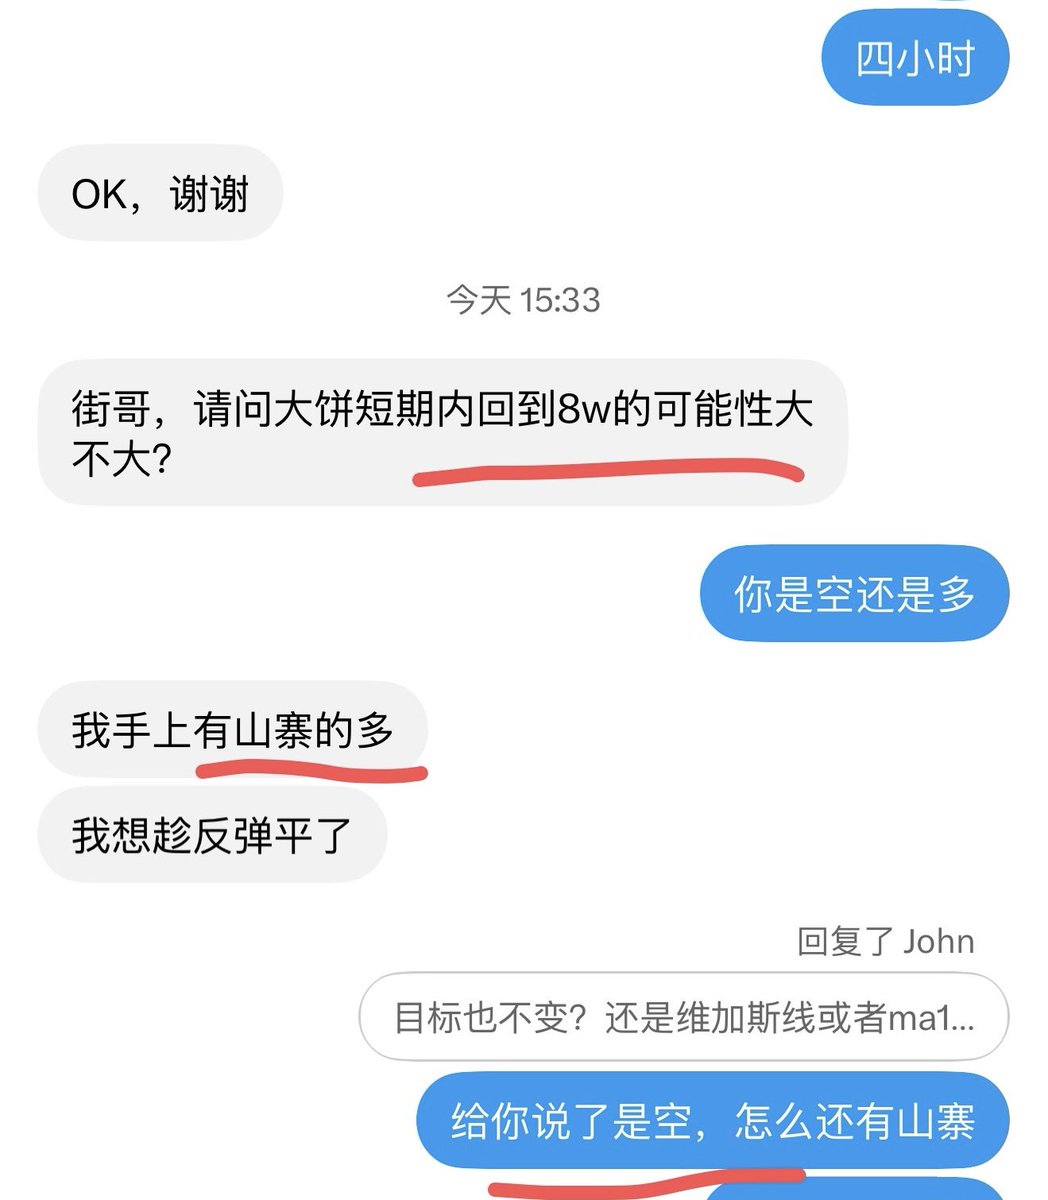 四小时
OK，谢谢
今天 15:33
街哥，请问大饼短期内回到8w的可能性大
不大？
你是空还是多
我手上有山寨的多
我想趁反弹平了
回复了 John
目标也不变？还是维加斯线或者ma1...
给你说了是空，怎么还有山寨